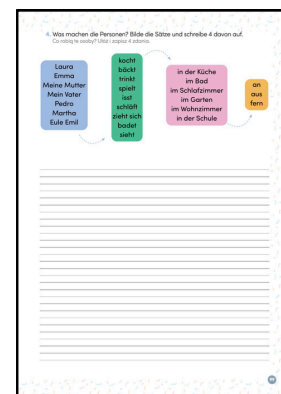 4. Was machen die Personen? Bilde die Sätze und schreibe 4 davon auf.
Co robią te osoby? Ułóż i zapisz 4 zdania.
Laura
Emma
Meine Mutter
Mein Vater
Pedro
Martha
Eule Emil
kocht
bäckt
trinkt
spielt
isst
schläft
zieht sich
badet
sieht
in der Küche
im Bad
im Schlafzimmer
im Garten
im Wohnzimmer
in der Schule
an
aus
fern